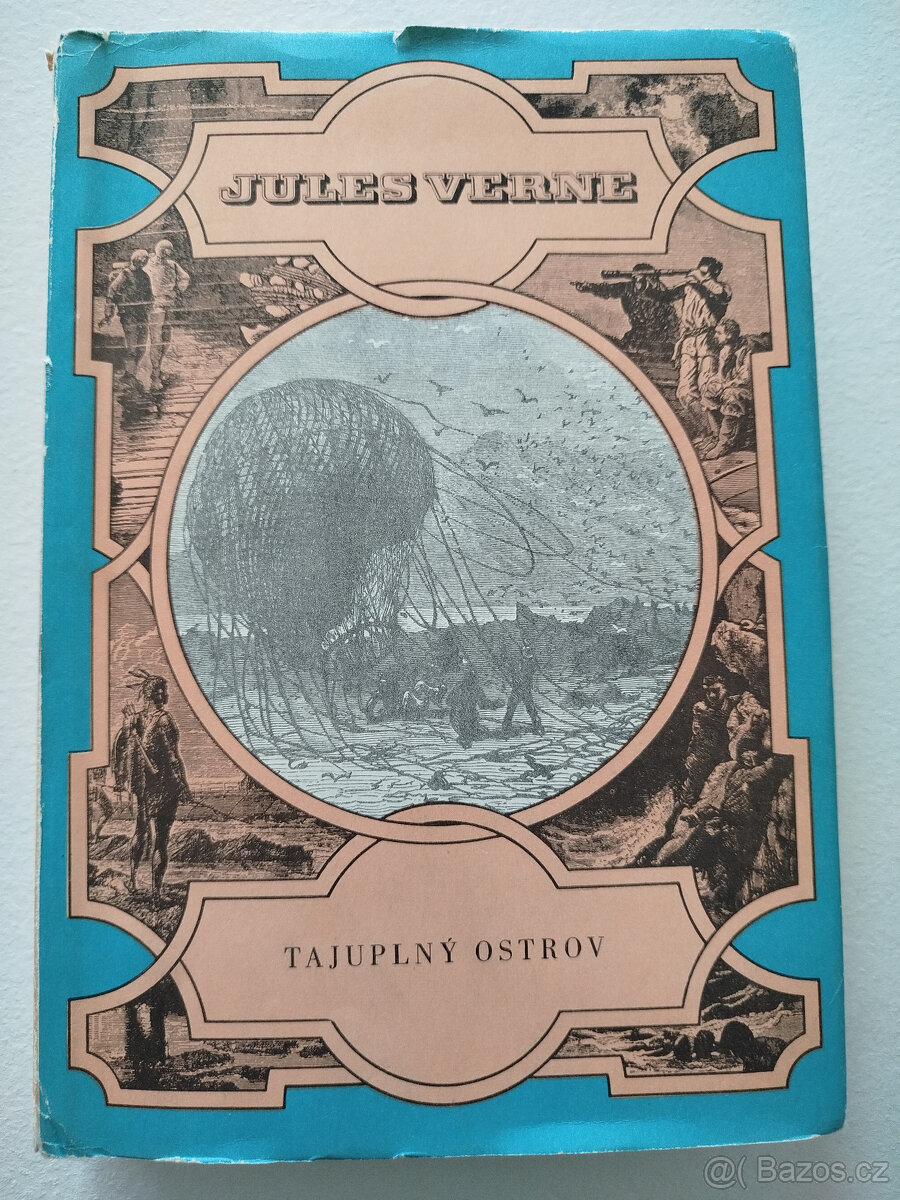 JULES VERNE
TAJUPLNÝ OSTROV
@( Bazos.cz